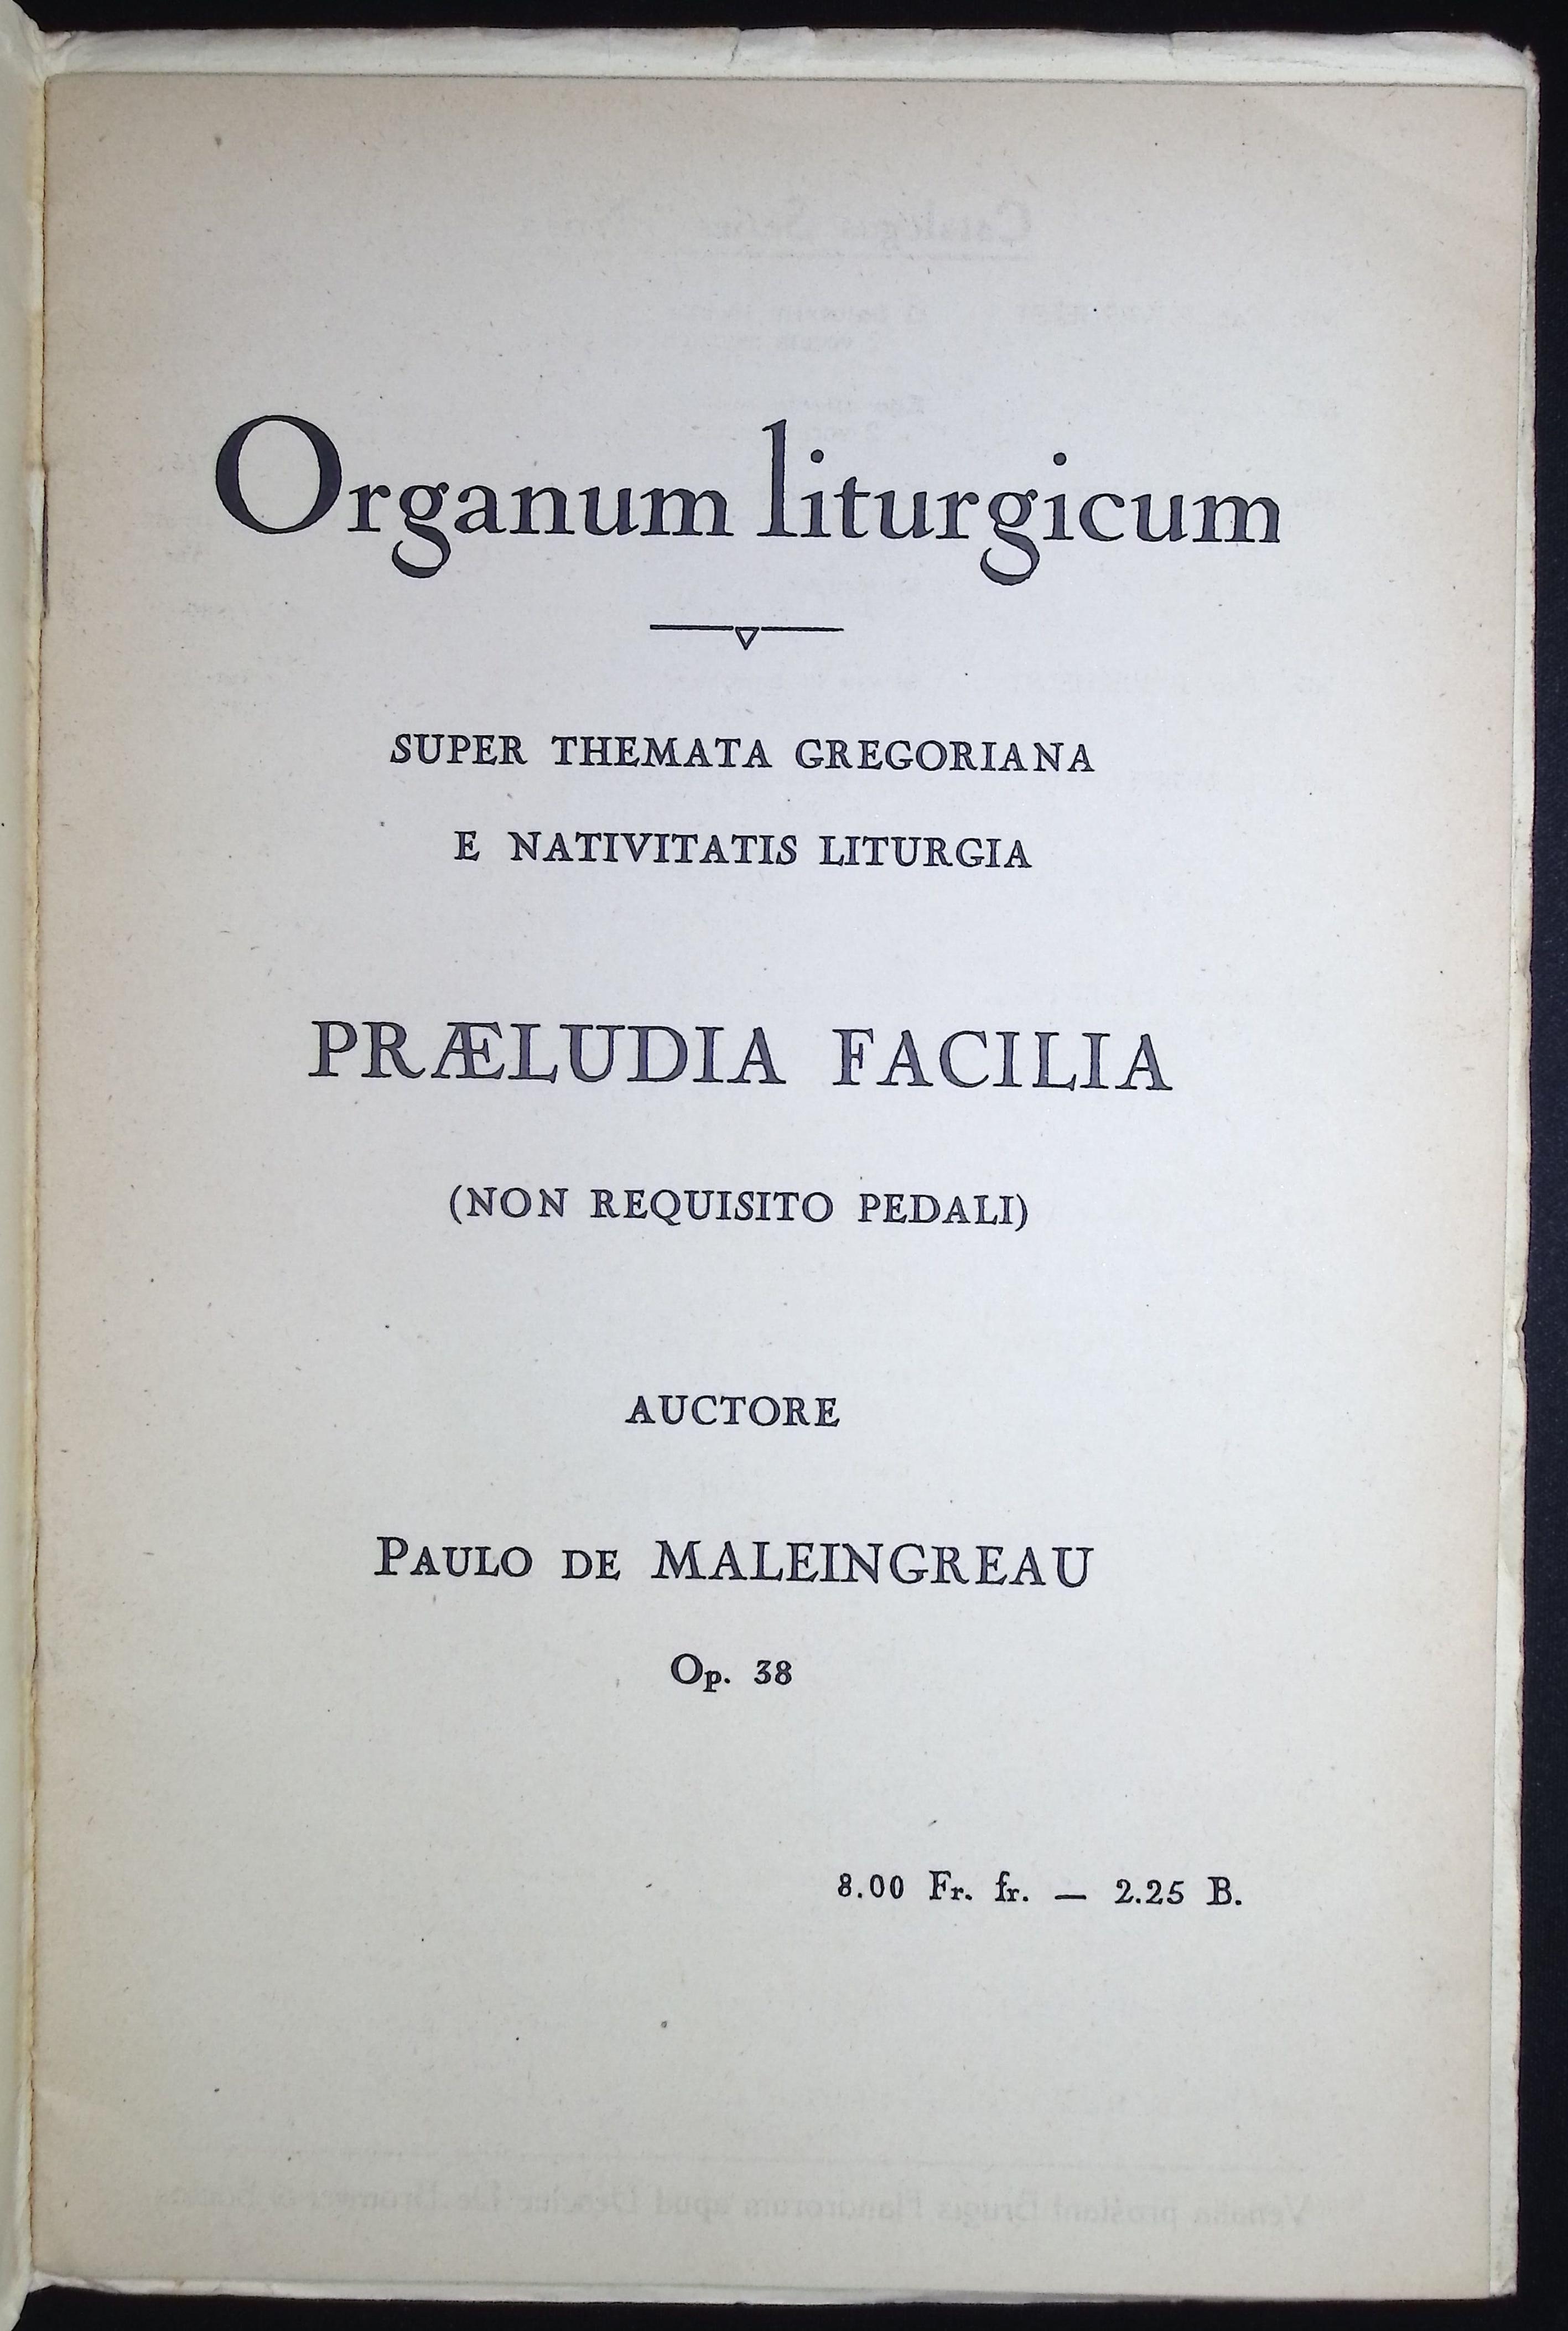 Organum liturgicum
SUPER THEMATA GREGORIANA
E NATIVITATIS LITURGIA
PRÆLUDIA FACILIA
(NON REQUISITO PEDALI)
AUCTORE
PAULO DE MALEINGREAU
Op. 38
8.00 Fr. fr. — 2.25 B.